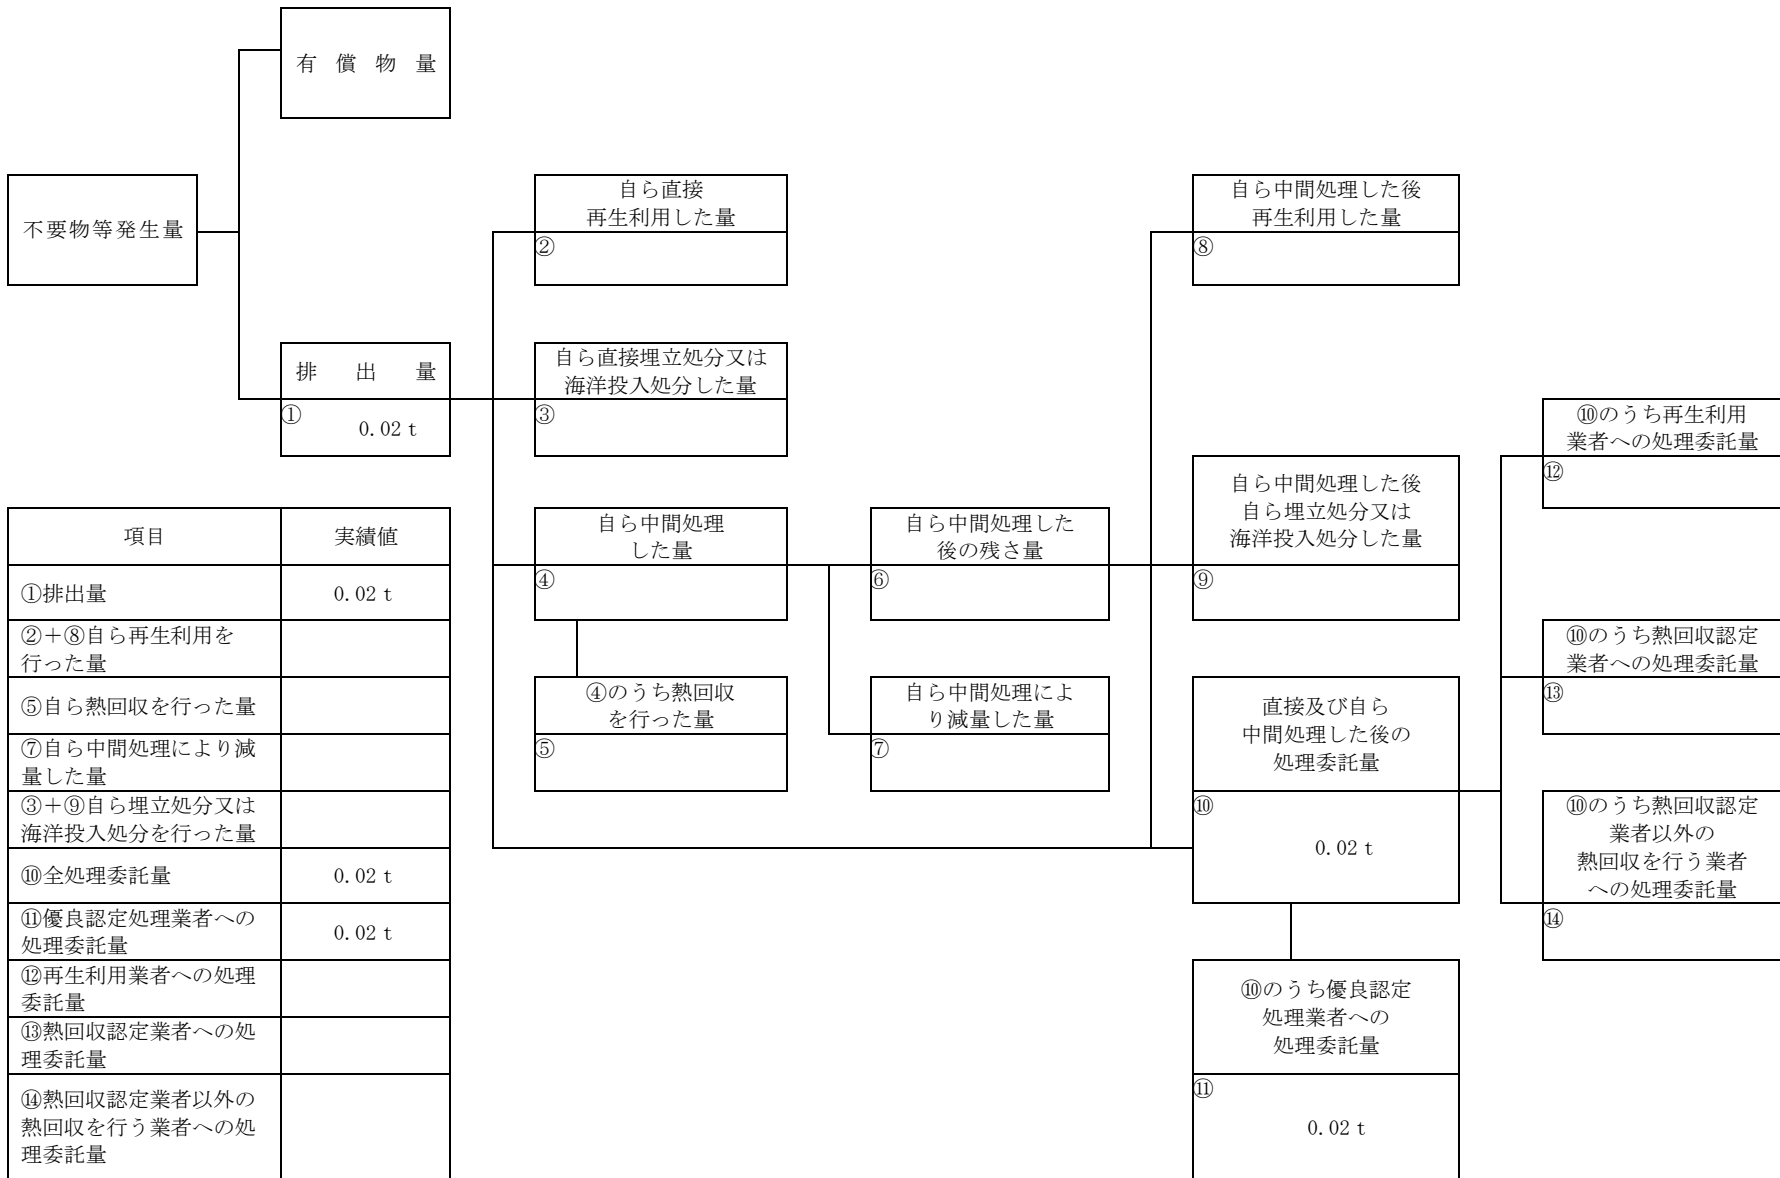 有償物量
不要物等発生量
排出量
①
0.02 t
自ら直接
再生利用した量
②
自ら直接埋立処分又は
海洋投入処分した量
③
自ら中間処理
した量
④
④のうち熱回収
を行った量
⑤
自ら中間処理した
後の残さ量
⑥
自ら中間処理によ
り減量した量
⑦
自ら中間処理した後
再生利用した量
⑧
自ら中間処理した後
自ら埋立処分又は
海洋投入処分した量
⑨
直接及び自ら
中間処理した後の
処理委託量
⑩
0.02 t
⑩のうち優良認定
処理業者への
処理委託量
⑪
0.02 t
⑩のうち再生利用
業者への処理委託量
⑫
⑩のうち熱回収認定
業者への処理委託量
⑬
⑩のうち熱回収認定
業者以外の
熱回収を行う業者
への処理委託量
⑭
項目 実績値
①排出量 0.02 t
②+⑧自ら再生利用を
行った量
⑤自ら熱回収を行った量
⑦自ら中間処理により減
量した量
③+⑨自ら埋立処分又は
海洋投入処分を行った量
⑩全処理委託量 0.02 t
⑪優良認定処理業者への
処理委託量 0.02 t
⑫再生利用業者への処理
委託量
⑬熱回収認定業者への処
理委託量
⑭熱回収認定業者以外の
熱回収を行う業者への処
理委託量